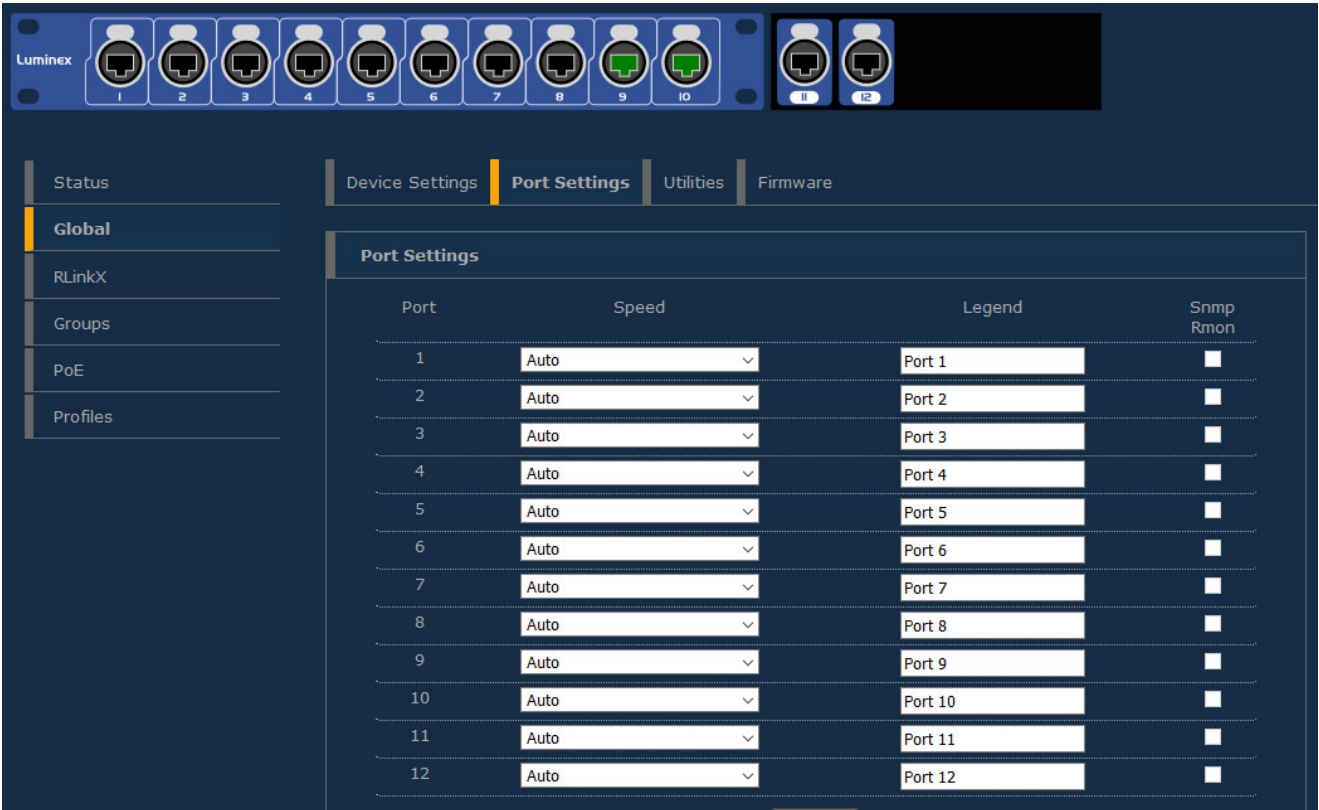 Luminex
1 2 3 4 5 6 7 8 9 10 11 12
Status
Global
RLinkX
Groups
PoE
Profiles
Device Settings Port Settings Utilities Firmware
Port Settings
Port Speed Legend Snmp
Rmon
1 Auto Port 1
2 Auto Port 2
3 Auto Port 3
4 Auto Port 4
5 Auto Port 5
6 Auto Port 6
7 Auto Port 7
8 Auto Port 8
9 Auto Port 9
10 Auto Port 10
11 Auto Port 11
12 Auto Port 12